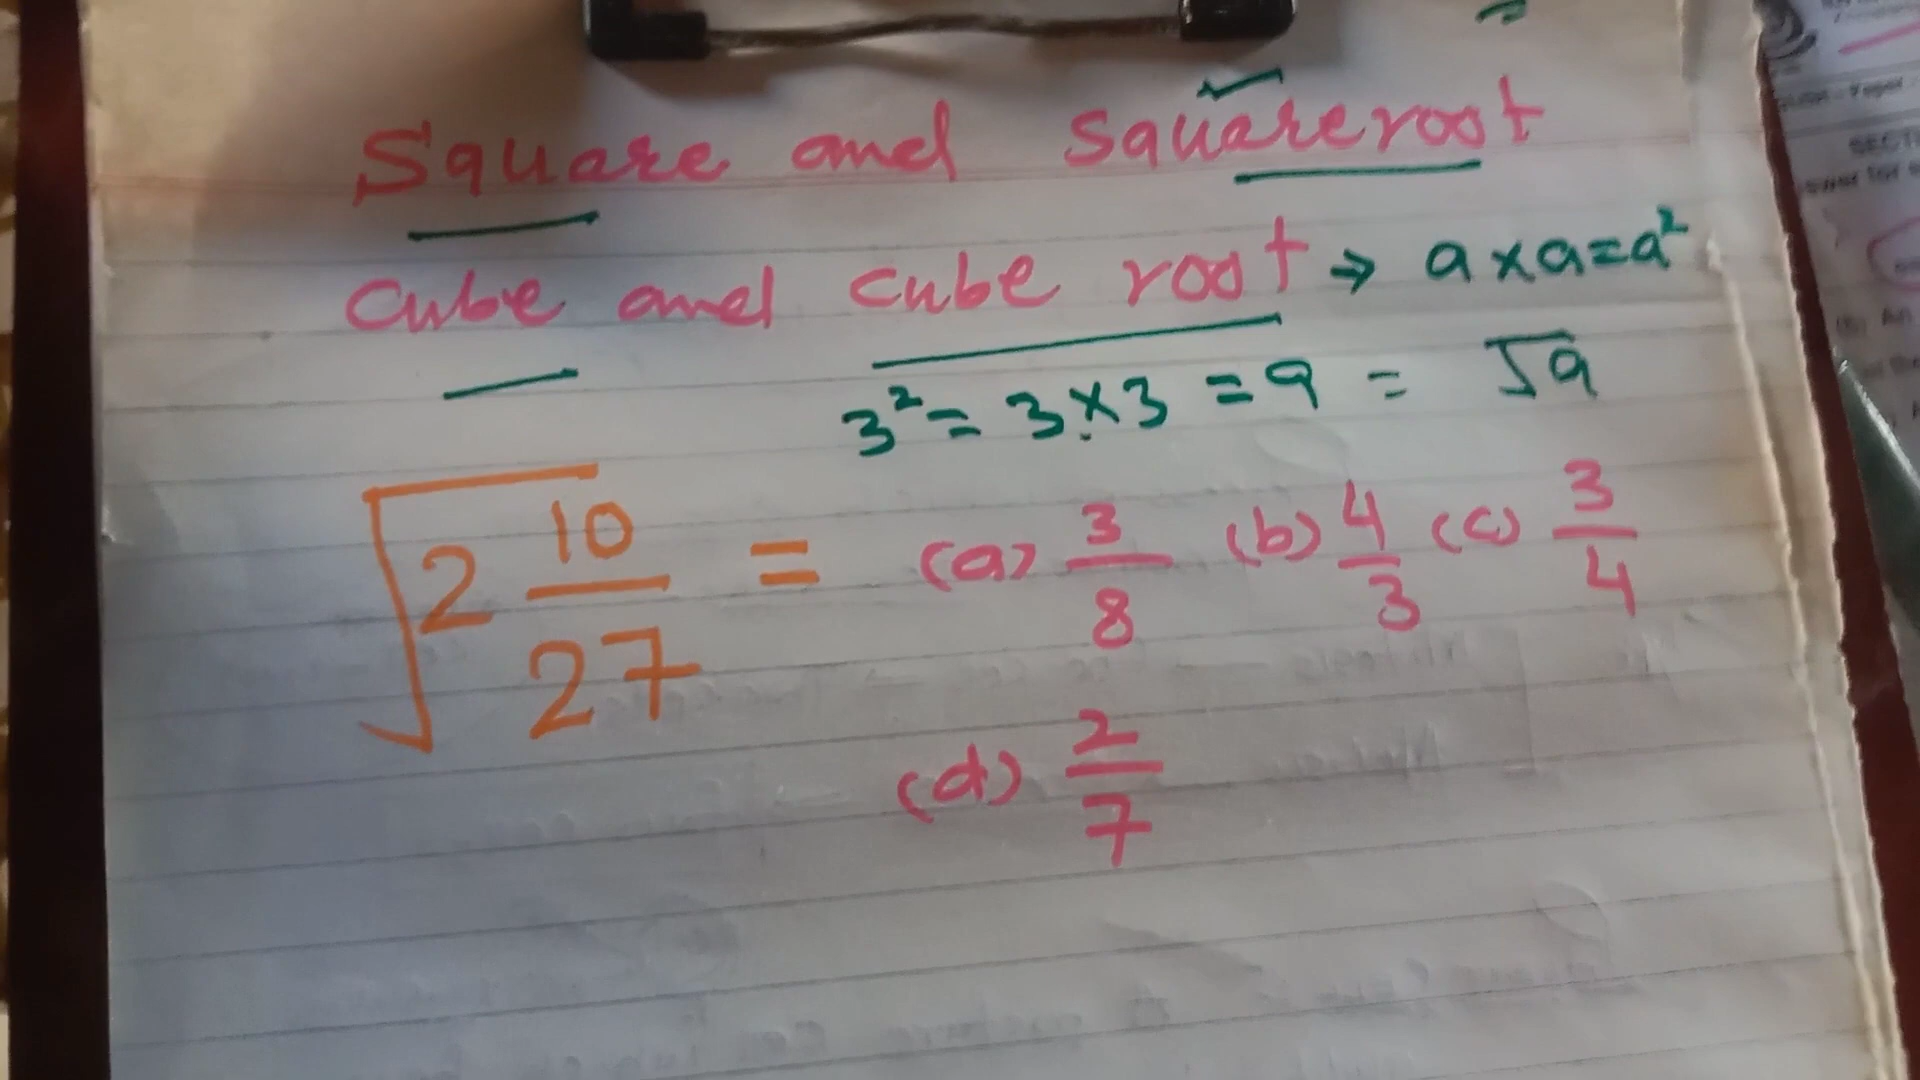 Square and Squareroot
Cube and cube root → a × a = a²
3² = 3 × 3 = 9 = √9
√2 10/27 = (a) 3/8 (b) 4/3 (c) 3/4
(d) 2/7